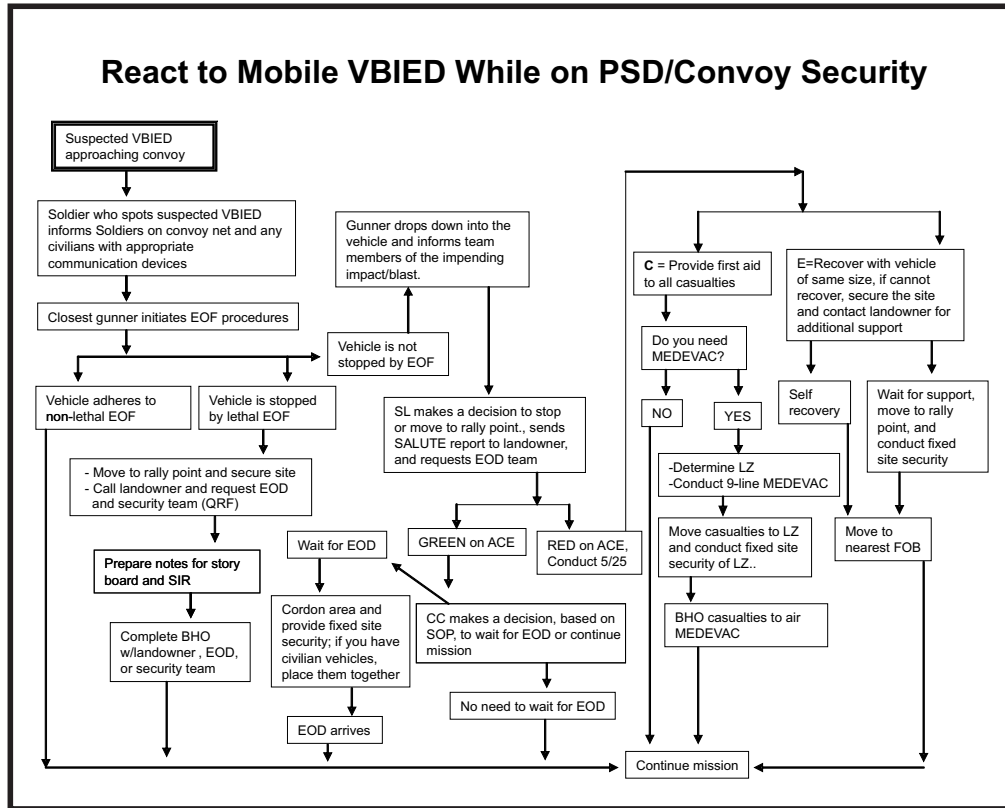 React to Mobile VBIED While on PSD/Convoy Security
Suspected VBIED
approaching convoy
Soldier who spots suspected VBIED
informs Soldiers on convoy net and any
civilians with appropriate
communication devices
Closest gunner initiates EOF procedures
Vehicle is not
stopped by EOF
Gunner drops down into the
vehicle and informs team
members of the impending
impact/blast.
Vehicle adheres to
non-lethal EOF
Vehicle is stopped
by lethal EOF
- Move to rally point and secure site
- Call landowner and request EOD
and security team (QRF)
Prepare notes for story
board and SIR
Complete BHO
w/landowner , EOD,
or security team
SL makes a decision to stop
or move to rally point., sends
SALUTE report to landowner,
and requests EOD team
GREEN on ACE
RED on ACE,
Conduct 5/25
Wait for EOD
Cordon area and
provide fixed site
security; if you have
civilian vehicles,
place them together
EOD arrives
CC makes a decision, based on
SOP, to wait for EOD or continue
mission
No need to wait for EOD
C = Provide first aid
to all casualties
Do you need
MEDEVAC?
NO
YES
-Determine LZ
-Conduct 9-line MEDEVAC
Move casualties to LZ
and conduct fixed site
security of LZ..
BHO casualties to air
MEDEVAC
E=Recover with vehicle
of same size, if cannot
recover, secure the site
and contact landowner for
additional support
Self
recovery
Wait for support,
move to rally
point, and
conduct fixed
site security
Move to
nearest FOB
Continue mission